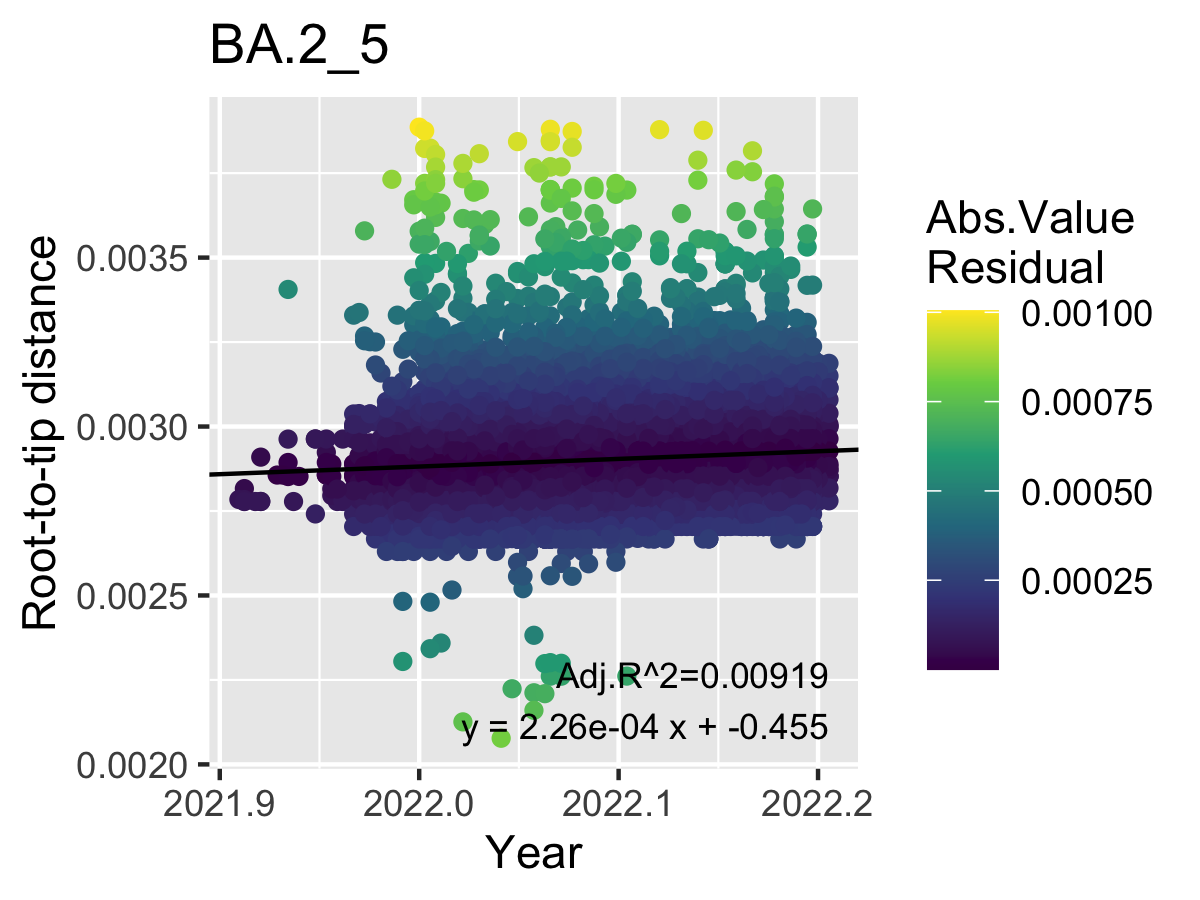 BA.2_5
Root-to-tip distance
0.0035
0.0030
0.0025
0.0020
Adj.R^2=0.00919
y = 2.26e-04 x + -0.455
2021.9
2022.0
2022.1
2022.2
Year
Abs.Value
Residual
0.00100
0.00075
0.00050
0.00025